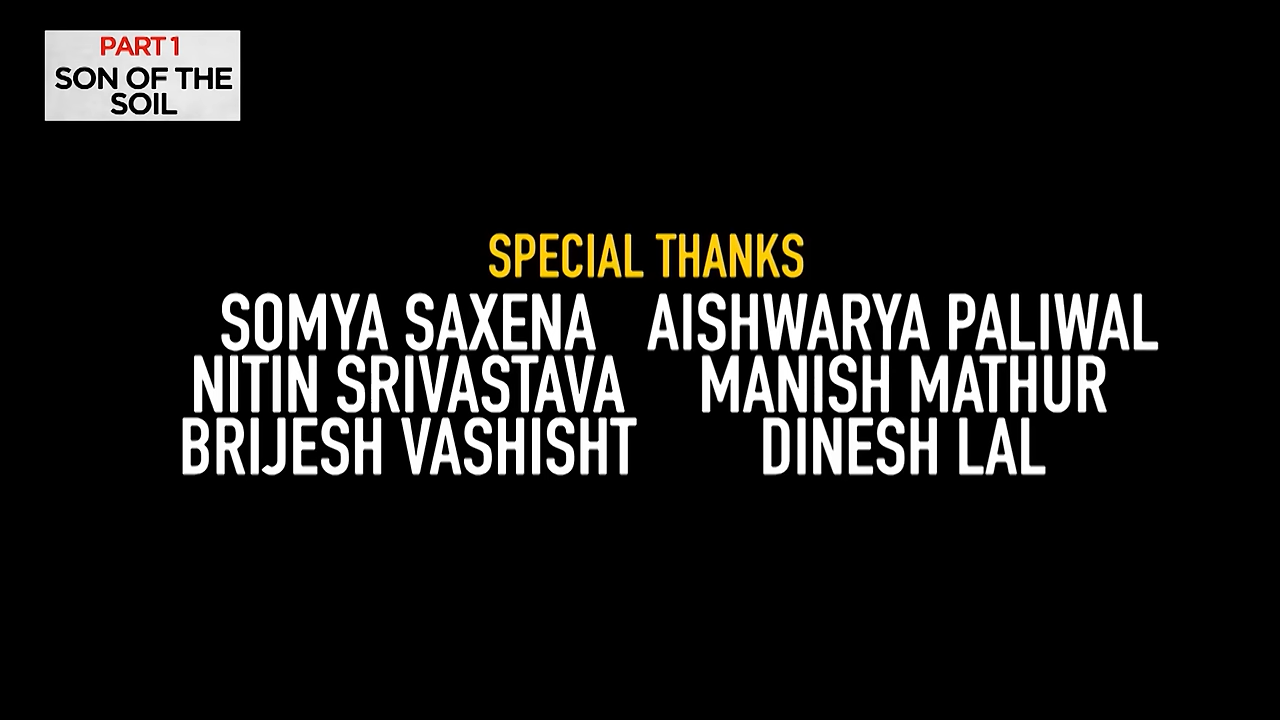 PART 1
SON OF THE
SOIL
SPECIAL THANKS
SOMYA SAXENA AISHWARYA PALIWAL
NITIN SRIVASTAVA MANISH MATHUR
BRIJESH VASHISHT DINESH LAL